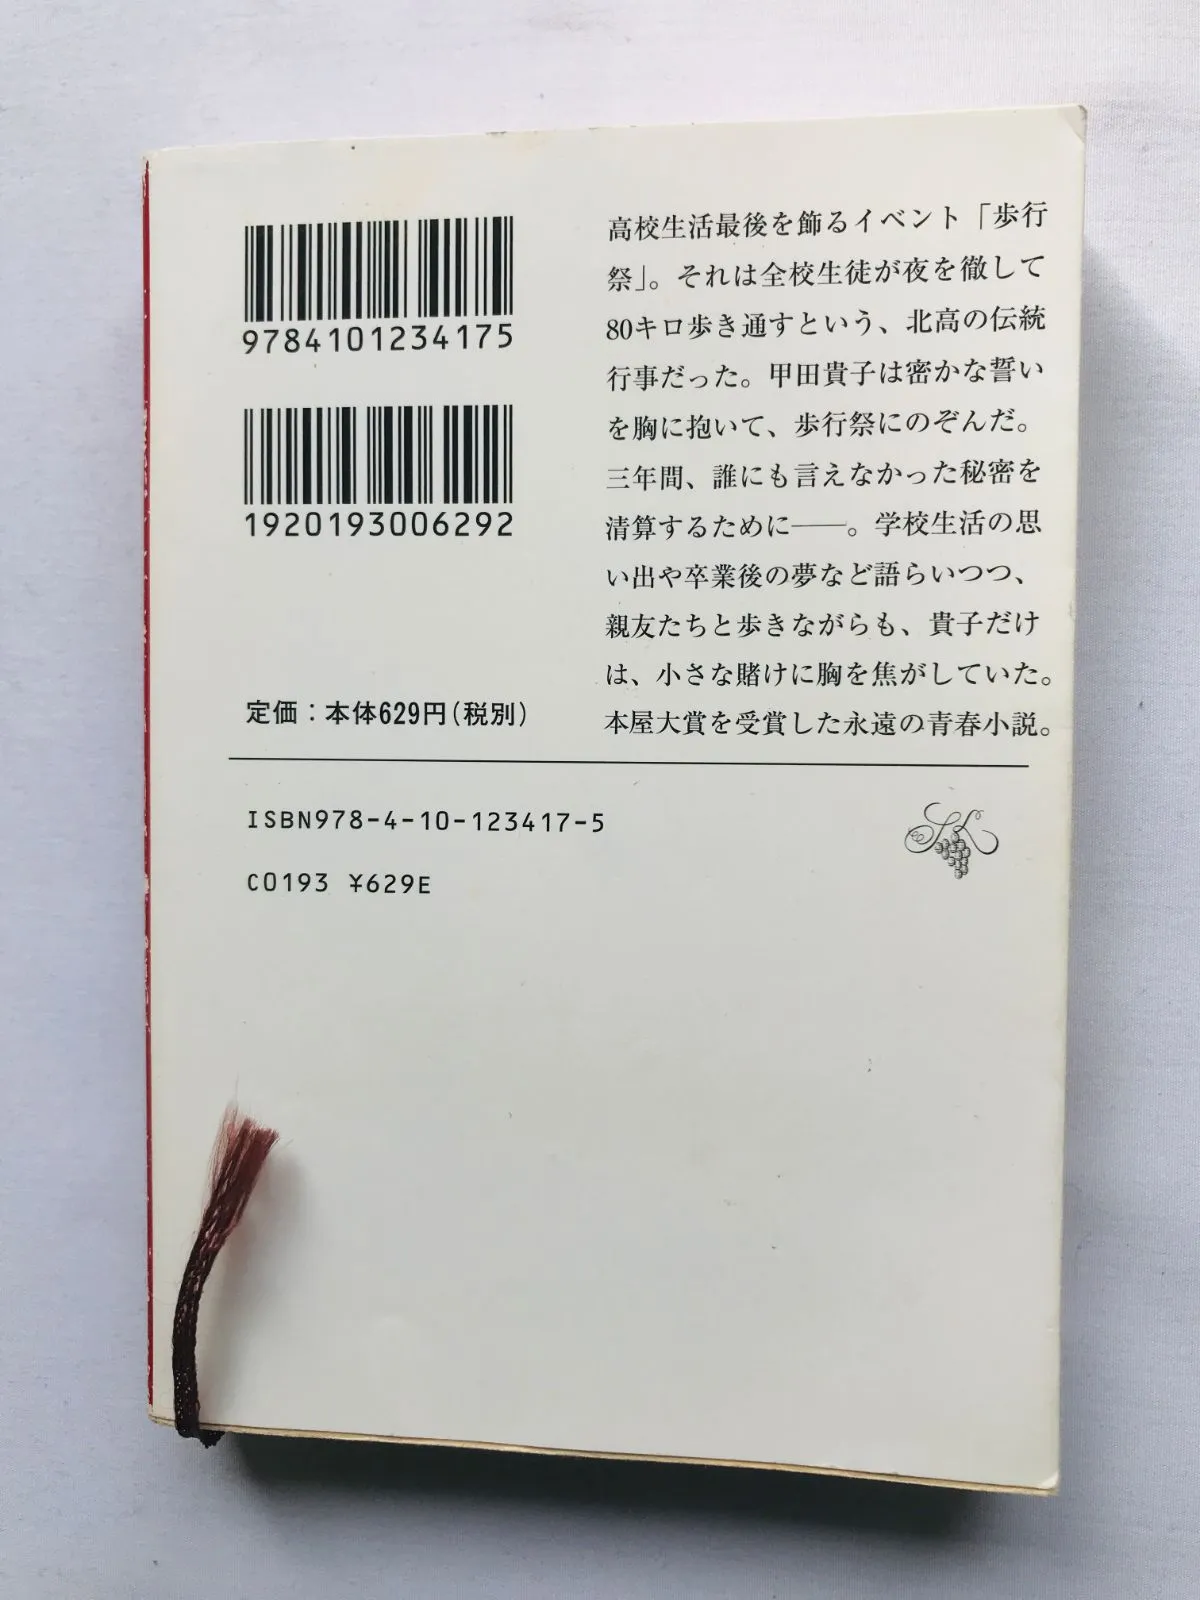 9784101234175
1920193006292
定価：本体629円（税別）
高校生活最後を飾るイベント「歩行
祭」。それは全校生徒が夜を徹して
80キロ歩き通すという、北高の伝統
行事だった。甲田貴子は密かな誓い
を胸に抱いて、歩行祭にのぞんだ。
三年間、誰にも言えなかった秘密を
清算するために――。学校生活の思
い出や卒業後の夢など語らいつつ、
親友たちと歩きながらも、貴子だけ
は、小さな賭けに胸を焦がしていた。
本屋大賞を受賞した永遠の青春小説。
ISBN978-4-10-123417-5
C0193 ¥629E